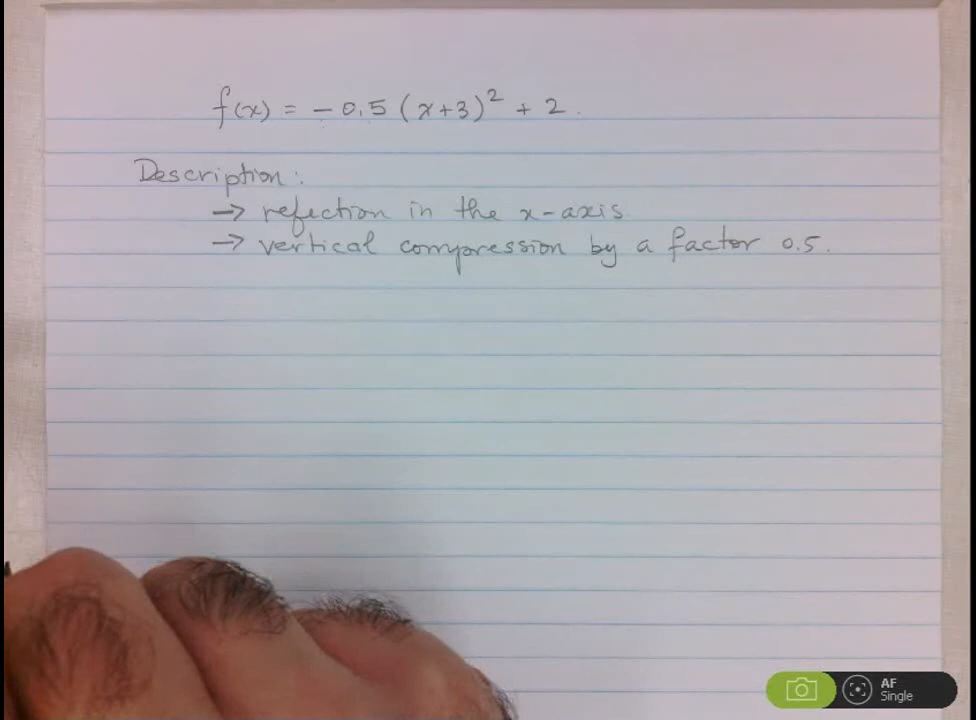 f(x) = - 0.5 (x+3)² + 2.
Description:
→ refection in the x-axis.
→ vertical compression by a factor 0.5.
AF
Single